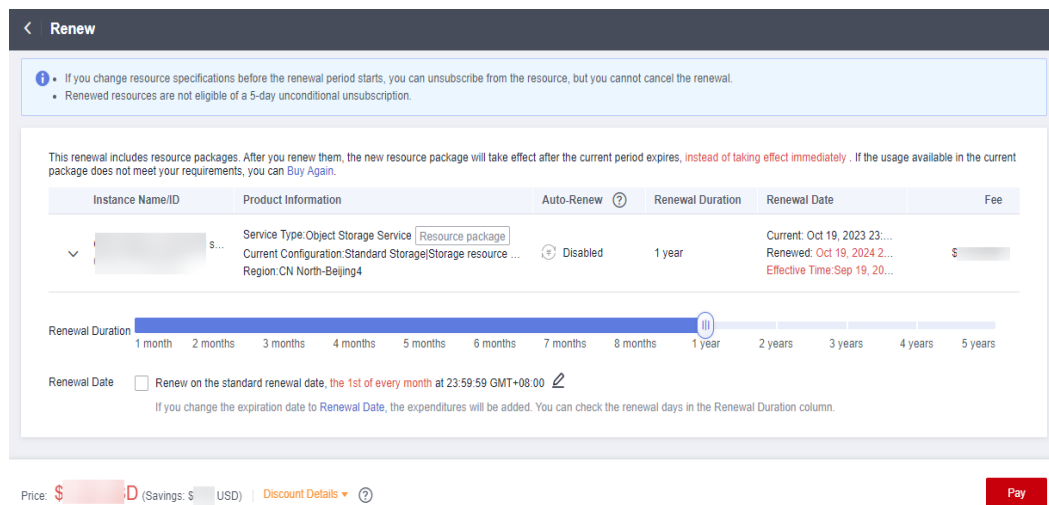 Renew
If you change resource specifications before the renewal period starts, you can unsubscribe from the resource, but you cannot cancel the renewal.
Renewed resources are not eligible of a 5-day unconditional unsubscription.
This renewal includes resource packages. After you renew them, the new resource package will take effect after the current period expires, instead of taking effect immediately . If the usage available in the current
package does not meet your requirements, you can Buy Again.
Instance Name/ID Product Information Auto-Renew ? Renewal Duration Renewal Date Fee
Service Type:Object Storage Service Resource package Current: Oct 19, 2023 23:...
s... Current Configuration:Standard Storage|Storage resource ... Disabled 1 year Renewed: Oct 19, 2024 2... $
Region:CN North-Beijing4 Effective Time:Sep 19, 20...
Renewal Duration
1 month 2 months 3 months 4 months 5 months 6 months 7 months 8 months 1 year 2 years 3 years 4 years 5 years
Renewal Date Renew on the standard renewal date, the 1st of every month at 23:59:59 GMT+08:00
If you change the expiration date to Renewal Date, the expenditures will be added. You can check the renewal days in the Renewal Duration column.
Price: $ D (Savings: $ USD) Discount Details ? Pay